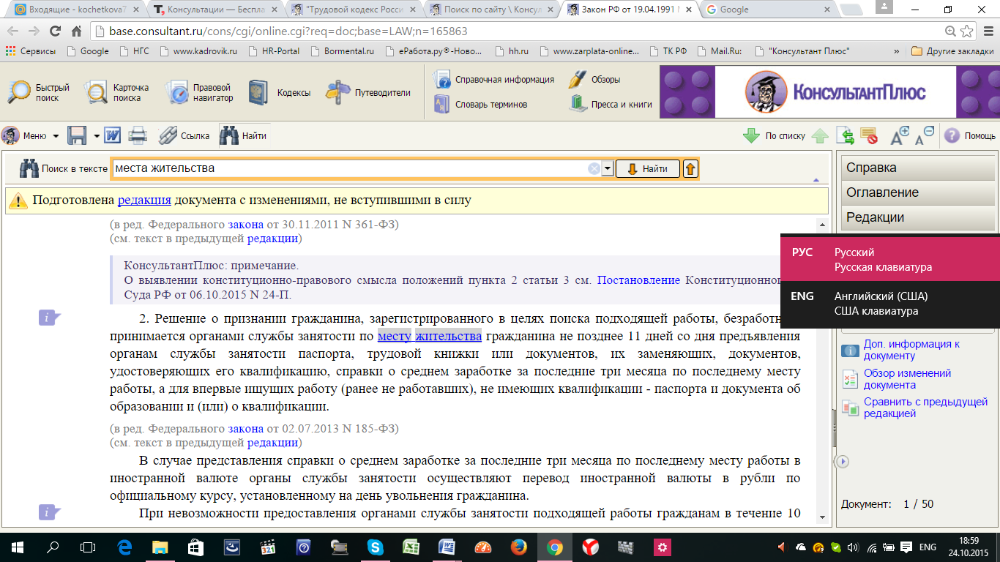 Входящие - kochetkova7
Консультации — Беспла
"Трудовой кодекс Росси
Поиск по сайту \ Консул
Закон РФ от 19.04.1991 N
Google
base.consultant.ru/cons/cgi/online.cgi?req=doc;base=LAW;n=165863
Сервисы
Google
НГС
www.kadrovik.ru
HR-Portal
Bormental.ru
еРабота.ру®-Ново...
hh.ru
www.zarplata-online...
ТК РФ
Mail.Ru:
"Консультант Плюс"
»
Другие закладки
Быстрый
поиск
Карточка
поиска
Правовой
навигатор
Кодексы
Путеводители
Справочная информация
Словарь терминов
Обзоры
Пресса и книги
КонсультантПлюс
Меню
Ссылка
Найти
По списку
Помощь
Поиск в тексте
места жительства
Найти
Подготовлена редакция документа с изменениями, не вступившими в силу
(в ред. Федерального закона от 30.11.2011 N 361-ФЗ)
(см. текст в предыдущей редакции)
КонсультантПлюс: примечание.
О выявлении конституционно-правового смысла положений пункта 2 статьи 3 см. Постановление Конституционного
Суда РФ от 06.10.2015 N 24-П.
2. Решение о признании гражданина, зарегистрированного в целях поиска подходящей работы, безработн
принимается органами службы занятости по месту жительства гражданина не позднее 11 дней со дня предъявления
органам службы занятости паспорта, трудовой книжки или документов, их заменяющих, документов,
удостоверяющих его квалификацию, справки о среднем заработке за последние три месяца по последнему месту
работы, а для впервые ищущих работу (ранее не работавших), не имеющих квалификации - паспорта и документа об
образовании и (или) о квалификации.
(в ред. Федерального закона от 02.07.2013 N 185-ФЗ)
(см. текст в предыдущей редакции)
В случае представления справки о среднем заработке за последние три месяца по последнему месту работы в
иностранной валюте органы службы занятости осуществляют перевод иностранной валюты в рубли по
официальному курсу, установленному на день увольнения гражданина.
При невозможности предоставления органами службы занятости подходящей работы гражданам в течение 10
Справка
Оглавление
Редакции
РУС
Русский
Русская клавиатура
ENG
Английский (США)
США клавиатура
Доп. информация к
документу
Обзор изменений
документа
Сравнить с предыдущей
редакцией
Документ: 1 / 50
321
ENG
18:59
24.10.2015